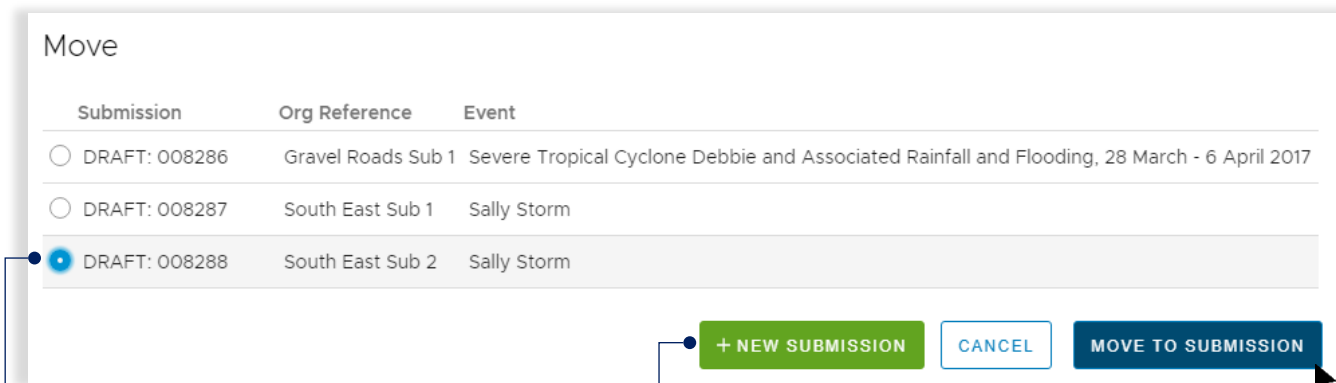 Move
Submission Org Reference Event
DRAFT: 008286 Gravel Roads Sub 1 Severe Tropical Cyclone Debbie and Associated Rainfall and Flooding, 28 March - 6 April 2017
DRAFT: 008287 South East Sub 1 Sally Storm
DRAFT: 008288 South East Sub 2 Sally Storm
+ NEW SUBMISSION CANCEL MOVE TO SUBMISSION